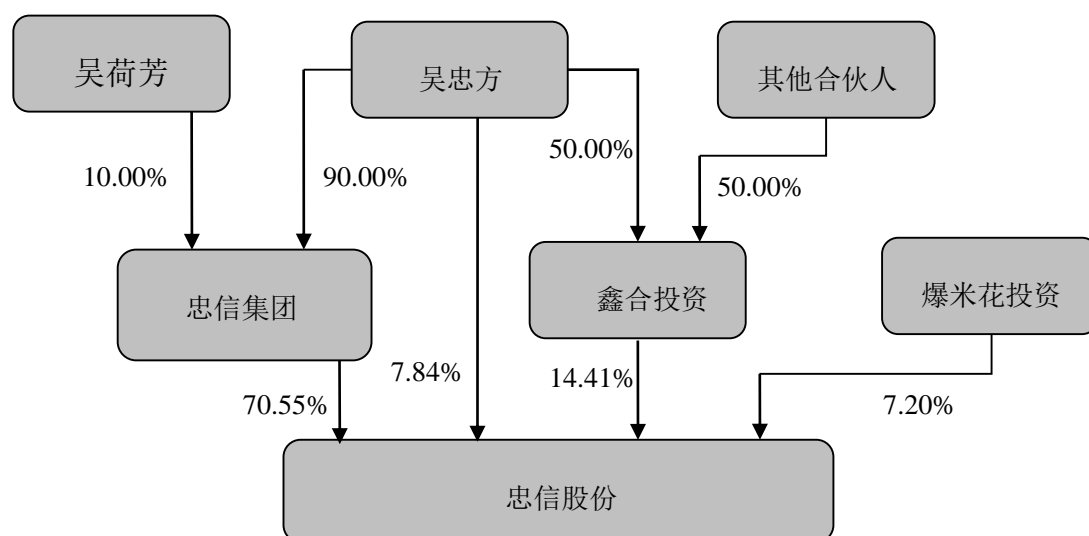 吴荷芳
吴忠方
其他合伙人
10.00%
90.00%
50.00%
50.00%
忠信集团
鑫合投资
爆米花投资
70.55%
7.84%
14.41%
7.20%
忠信股份